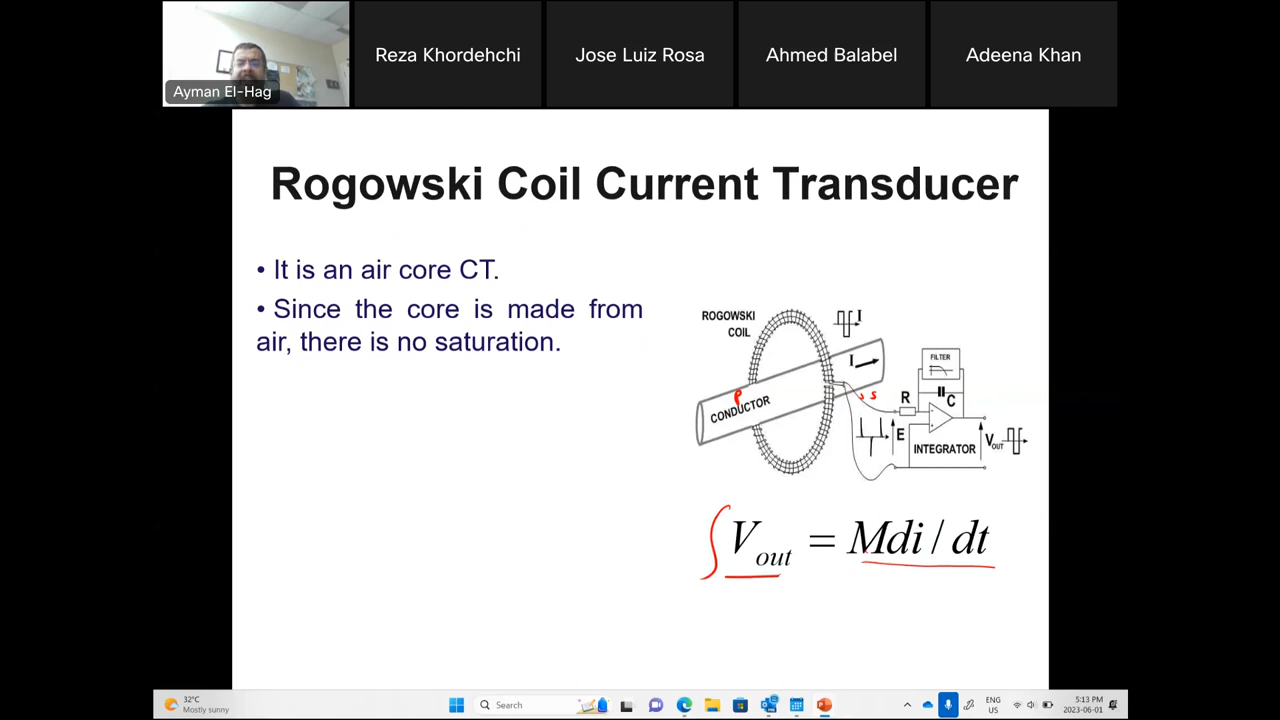 Reza Khordehchi
Jose Luiz Rosa
Ahmed Balabel
Adeena Khan
Ayman El-Hag
Rogowski Coil Current Transducer
• It is an air core CT.
• Since the core is made from
air, there is no saturation.
ROGOWSKI
COIL
I
I
CONDUCTOR
P
s
FILTER
R
C
E
INTEGRATOR
V_OUT
∫ V_out = Mdi / dt
32°C
Mostly sunny
Search
ENG
US
5:13 PM
2023-06-01